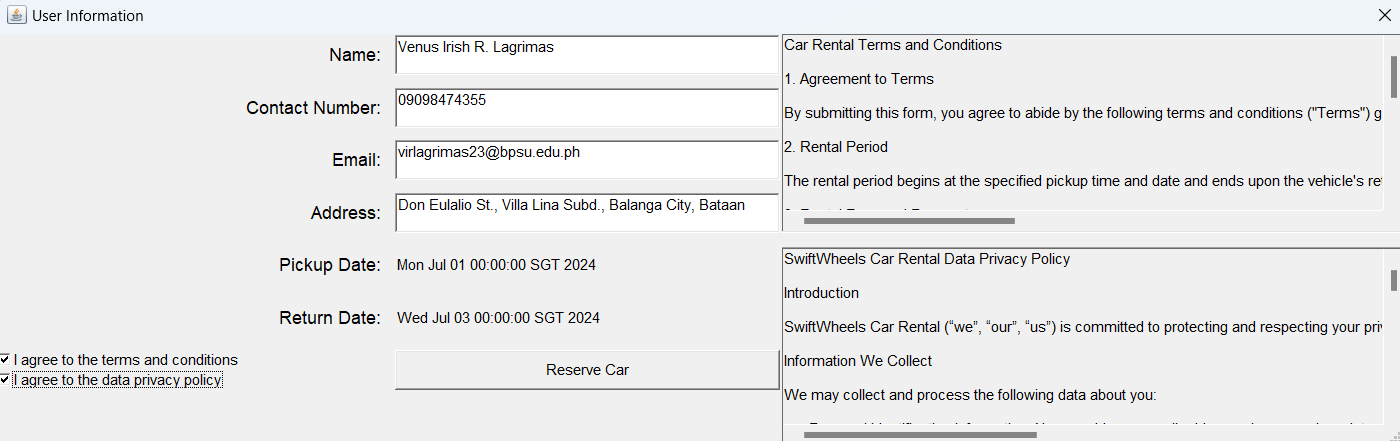 User Information
Name:
Venus Irish R. Lagrimas
Contact Number:
09098474355
Email:
virlagrimas23@bpsu.edu.ph
Address:
Don Eulalio St., Villa Lina Subd., Balanga City, Bataan
Pickup Date:
Mon Jul 01 00:00:00 SGT 2024
Return Date:
Wed Jul 03 00:00:00 SGT 2024
I agree to the terms and conditions
I agree to the data privacy policy
Reserve Car
Car Rental Terms and Conditions
1. Agreement to Terms
By submitting this form, you agree to abide by the following terms and conditions ("Terms") g
2. Rental Period
The rental period begins at the specified pickup time and date and ends upon the vehicle's re
SwiftWheels Car Rental Data Privacy Policy
Introduction
SwiftWheels Car Rental (“we”, “our”, “us”) is committed to protecting and respecting your priv
Information We Collect
We may collect and process the following data about you: